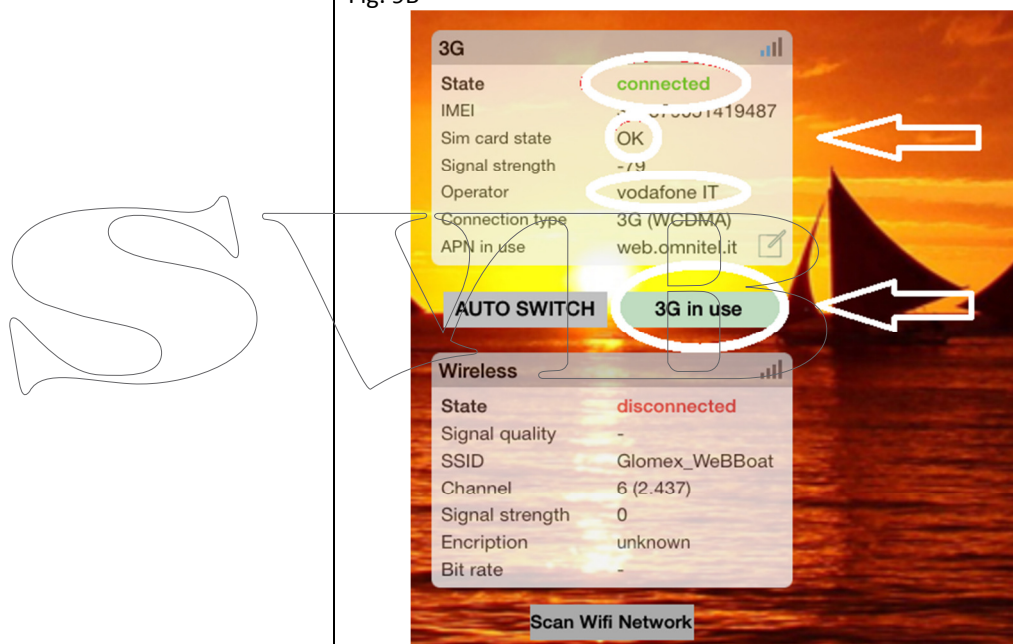 3G
State connected
IMEI
Sim card state OK
Signal strength -79
Operator vodafone IT
Connection type 3G (WCDMA)
APN in use web.omnitel.it
AUTO SWITCH 3G in use
Wireless
State disconnected
Signal quality -
SSID Glomex_WeBBoat
Channel 6 (2.437)
Signal strength 0
Encription unknown
Bit rate -
Scan Wifi Network
SVB